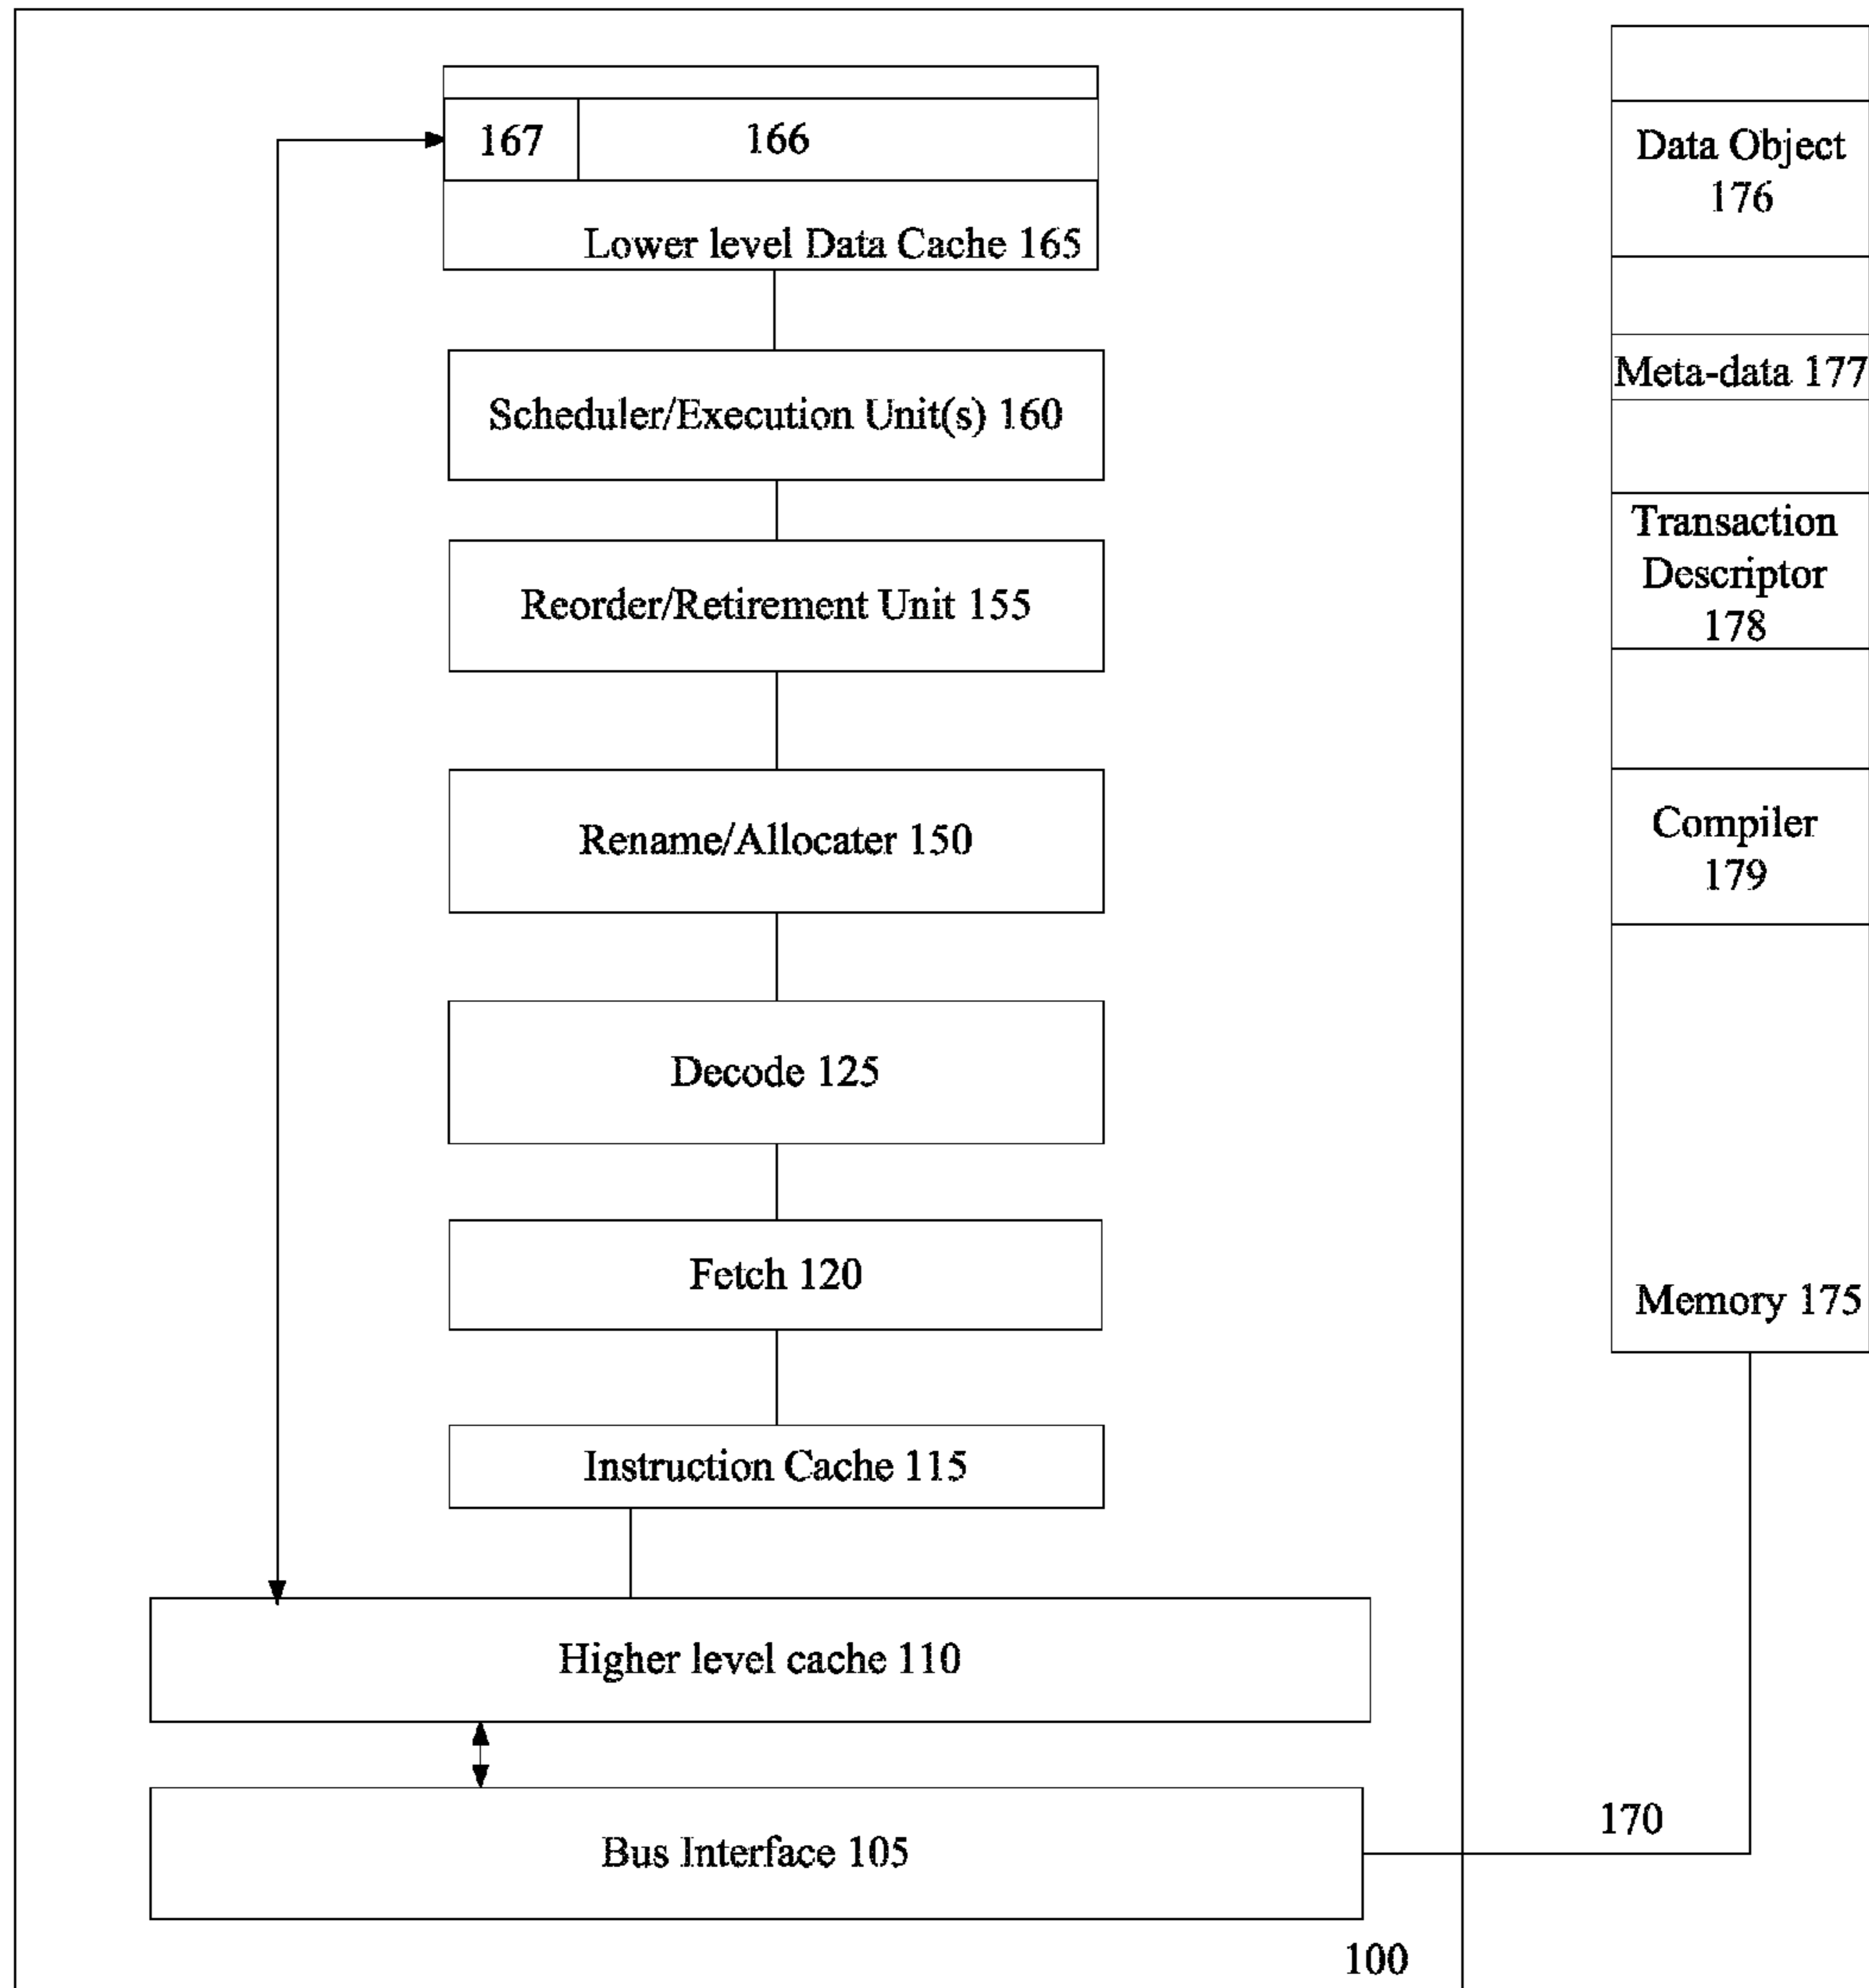 167
166
Lower level Data Cache 165
Scheduler/Execution Unit(s) 160
Reorder/Retirement Unit 155
Rename/Allocater 150
Decode 125
Fetch 120
Instruction Cache 115
Higher level cache 110
Bus Interface 105
100
170
Data Object
176
Meta-data 177
Transaction
Descriptor
178
Compiler
179
Memory 175